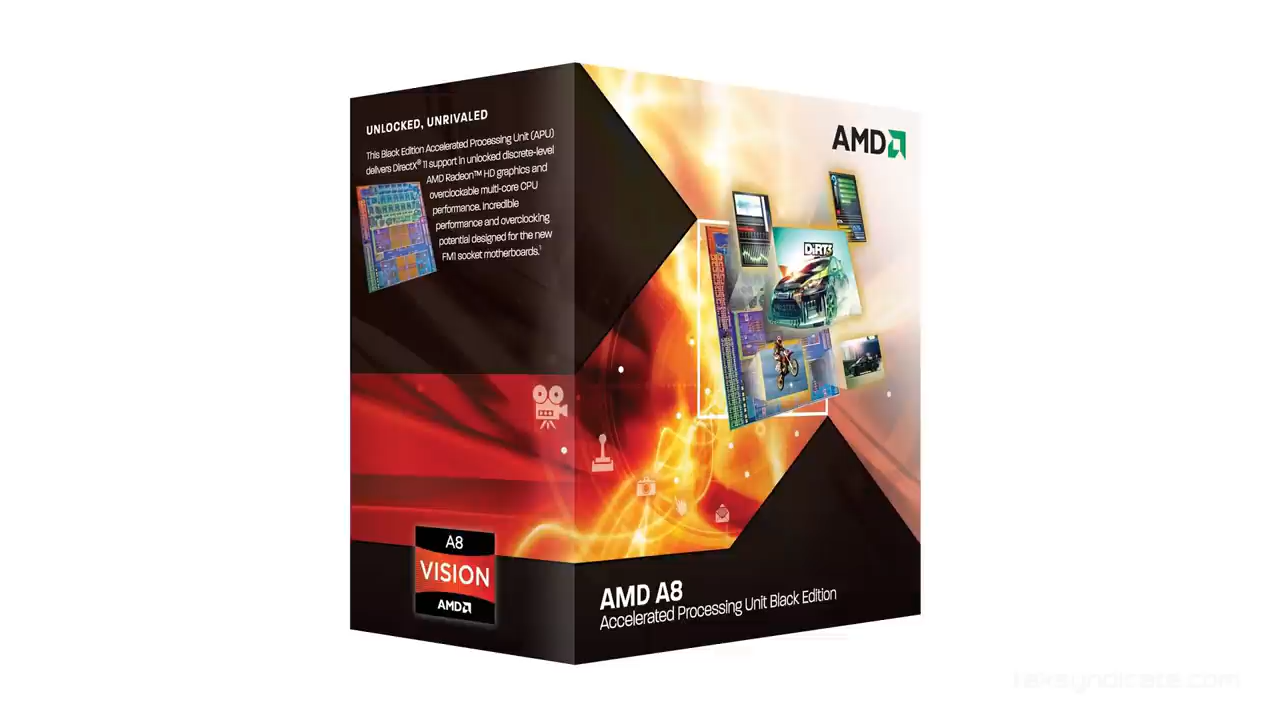 UNLOCKED, UNRIVALED
This Black Edition Accelerated Processing Unit (APU)
delivers DirectX® 11 support in unlocked discrete-level
AMD Radeon™ HD graphics and
overclockable multi-core CPU
performance. Incredible
performance and overclocking
potential designed for the new
FM1 socket motherboards.¹
AMD
DiRT3
A8
VISION
AMD
AMD A8
Accelerated Processing Unit Black Edition
teksyndicate.com